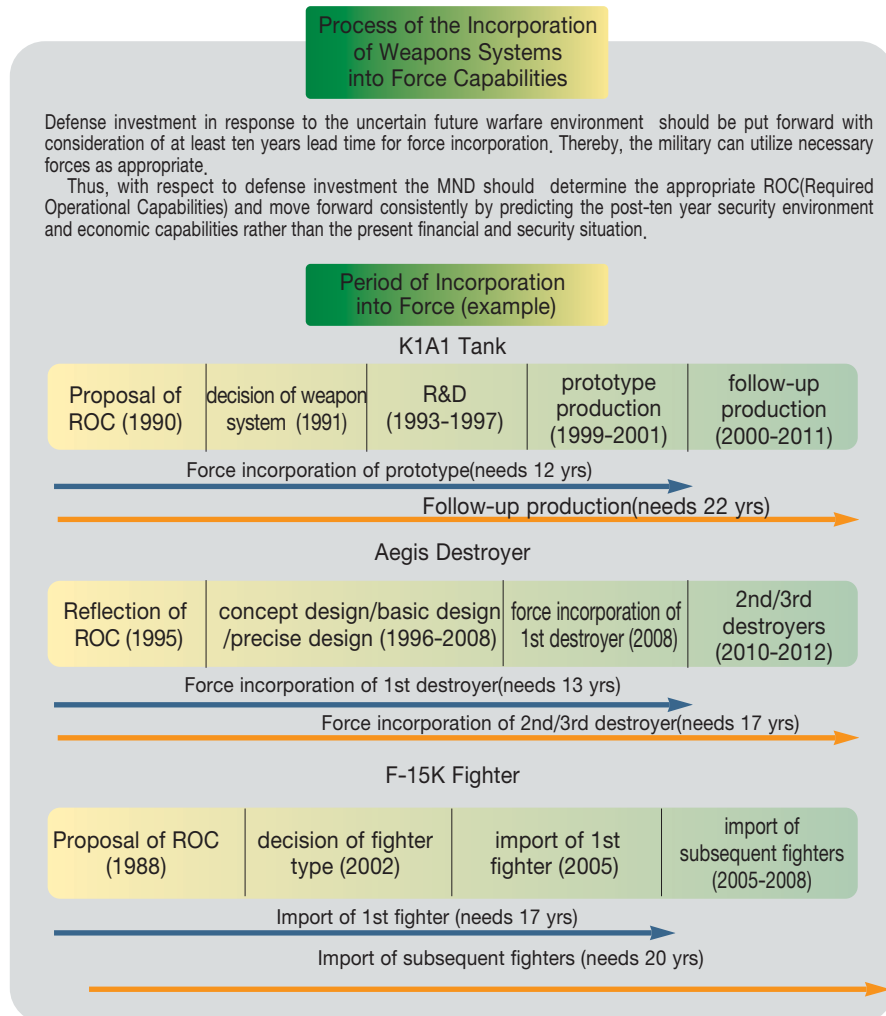 Process of the Incorporation
of Weapons Systems
into Force Capabilities
Defense investment in response to the uncertain future warfare environment should be put forward with
consideration of at least ten years lead time for force incorporation. Thereby, the military can utilize necessary
forces as appropriate.
Thus, with respect to defense investment the MND should determine the appropriate ROC(Required
Operational Capabilities) and move forward consistently by predicting the post-ten year security environment
and economic capabilities rather than the present financial and security situation.
Period of Incorporation
into Force (example)
K1A1 Tank
Proposal of
ROC (1990)
decision of weapon
system (1991)
R&D
(1993-1997)
prototype
production
(1999-2001)
follow-up
production
(2000-2011)
Force incorporation of prototype(needs 12 yrs)
Follow-up production(needs 22 yrs)
Aegis Destroyer
Reflection of
ROC (1995)
concept design/basic design
/precise design (1996-2008)
force incorporation of
1st destroyer (2008)
2nd/3rd
destroyers
(2010-2012)
Force incorporation of 1st destroyer(needs 13 yrs)
Force incorporation of 2nd/3rd destroyer(needs 17 yrs)
F-15K Fighter
Proposal of ROC
(1988)
decision of fighter
type (2002)
import of 1st
fighter (2005)
import of
subsequent fighters
(2005-2008)
Import of 1st fighter (needs 17 yrs)
Import of subsequent fighters (needs 20 yrs)